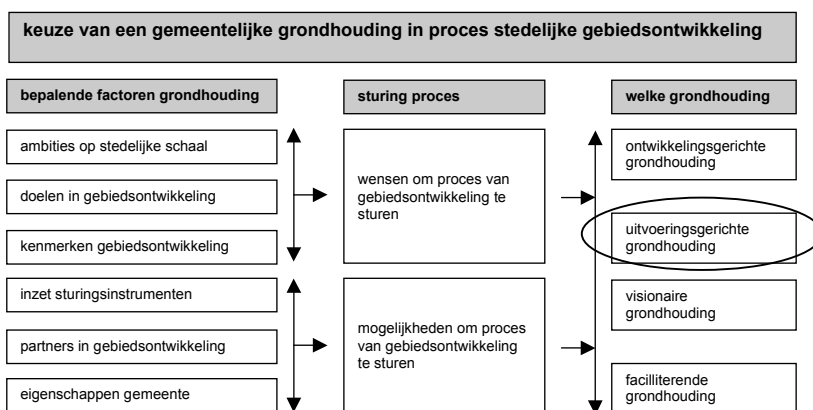 keuze van een gemeentelijke grondhouding in proces stedelijke gebiedsontwikkeling
bepalende factoren grondhouding
ambities op stedelijke schaal
doelen in gebiedsontwikkeling
kenmerken gebiedsontwikkeling
inzet sturingsinstrumenten
partners in gebiedsontwikkeling
eigenschappen gemeente
sturing proces
wensen om proces van
gebiedsontwikkeling te
sturen
mogelijkheden om proces
van gebiedsontwikkeling
te sturen
welke grondhouding
ontwikkelingsgerichte
grondhouding
uitvoeringsgerichte
grondhouding
visionaire
grondhouding
facilliterende
grondhouding